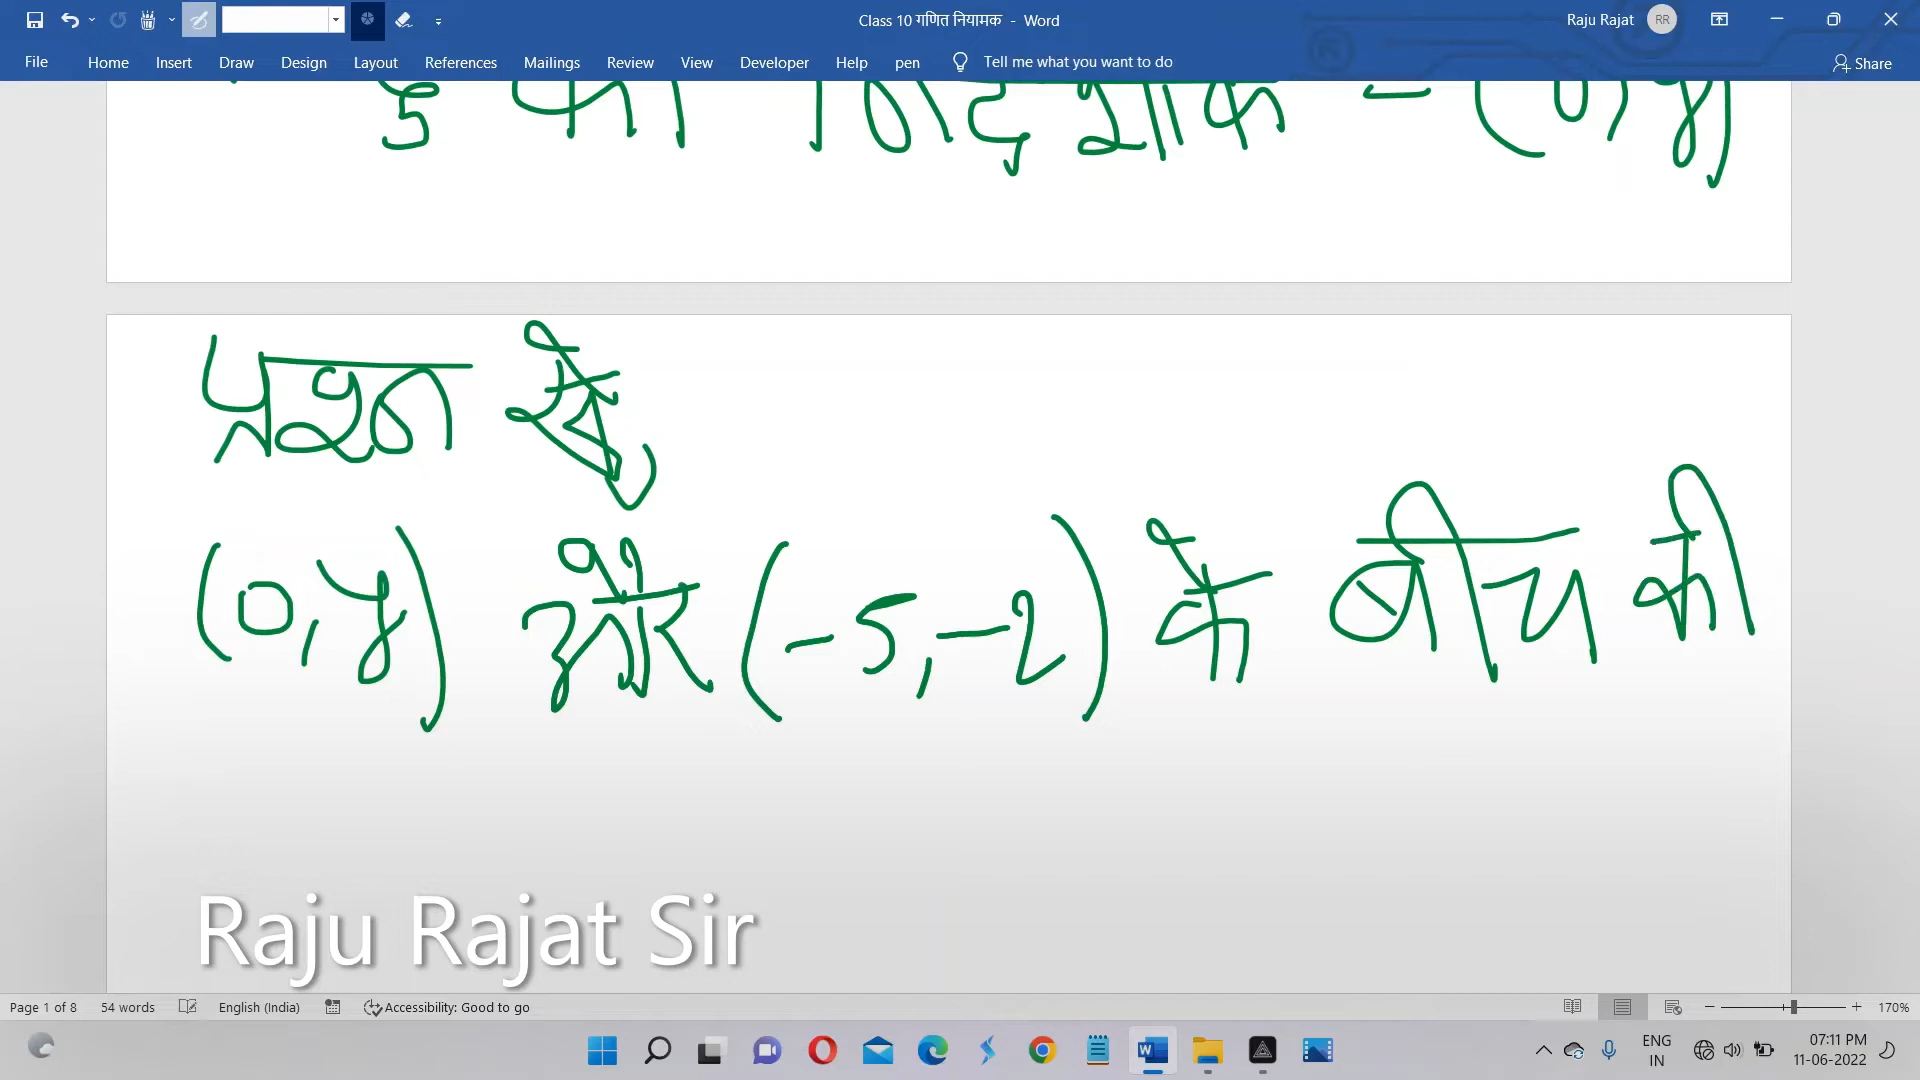 Class 10 गणित नियामक - Word
Raju Rajat RR
File Home Insert Draw Design Layout References Mailings Review View Developer Help pen Tell me what you want to do Share
ई का निर्देशांक = (0, y)
प्रश्न से
(0, y) और (-5, -2) के बीच की
Raju Rajat Sir
Page 1 of 8 54 words English (India) Accessibility: Good to go 170%
ENG
IN
07:11 PM
11-06-2022